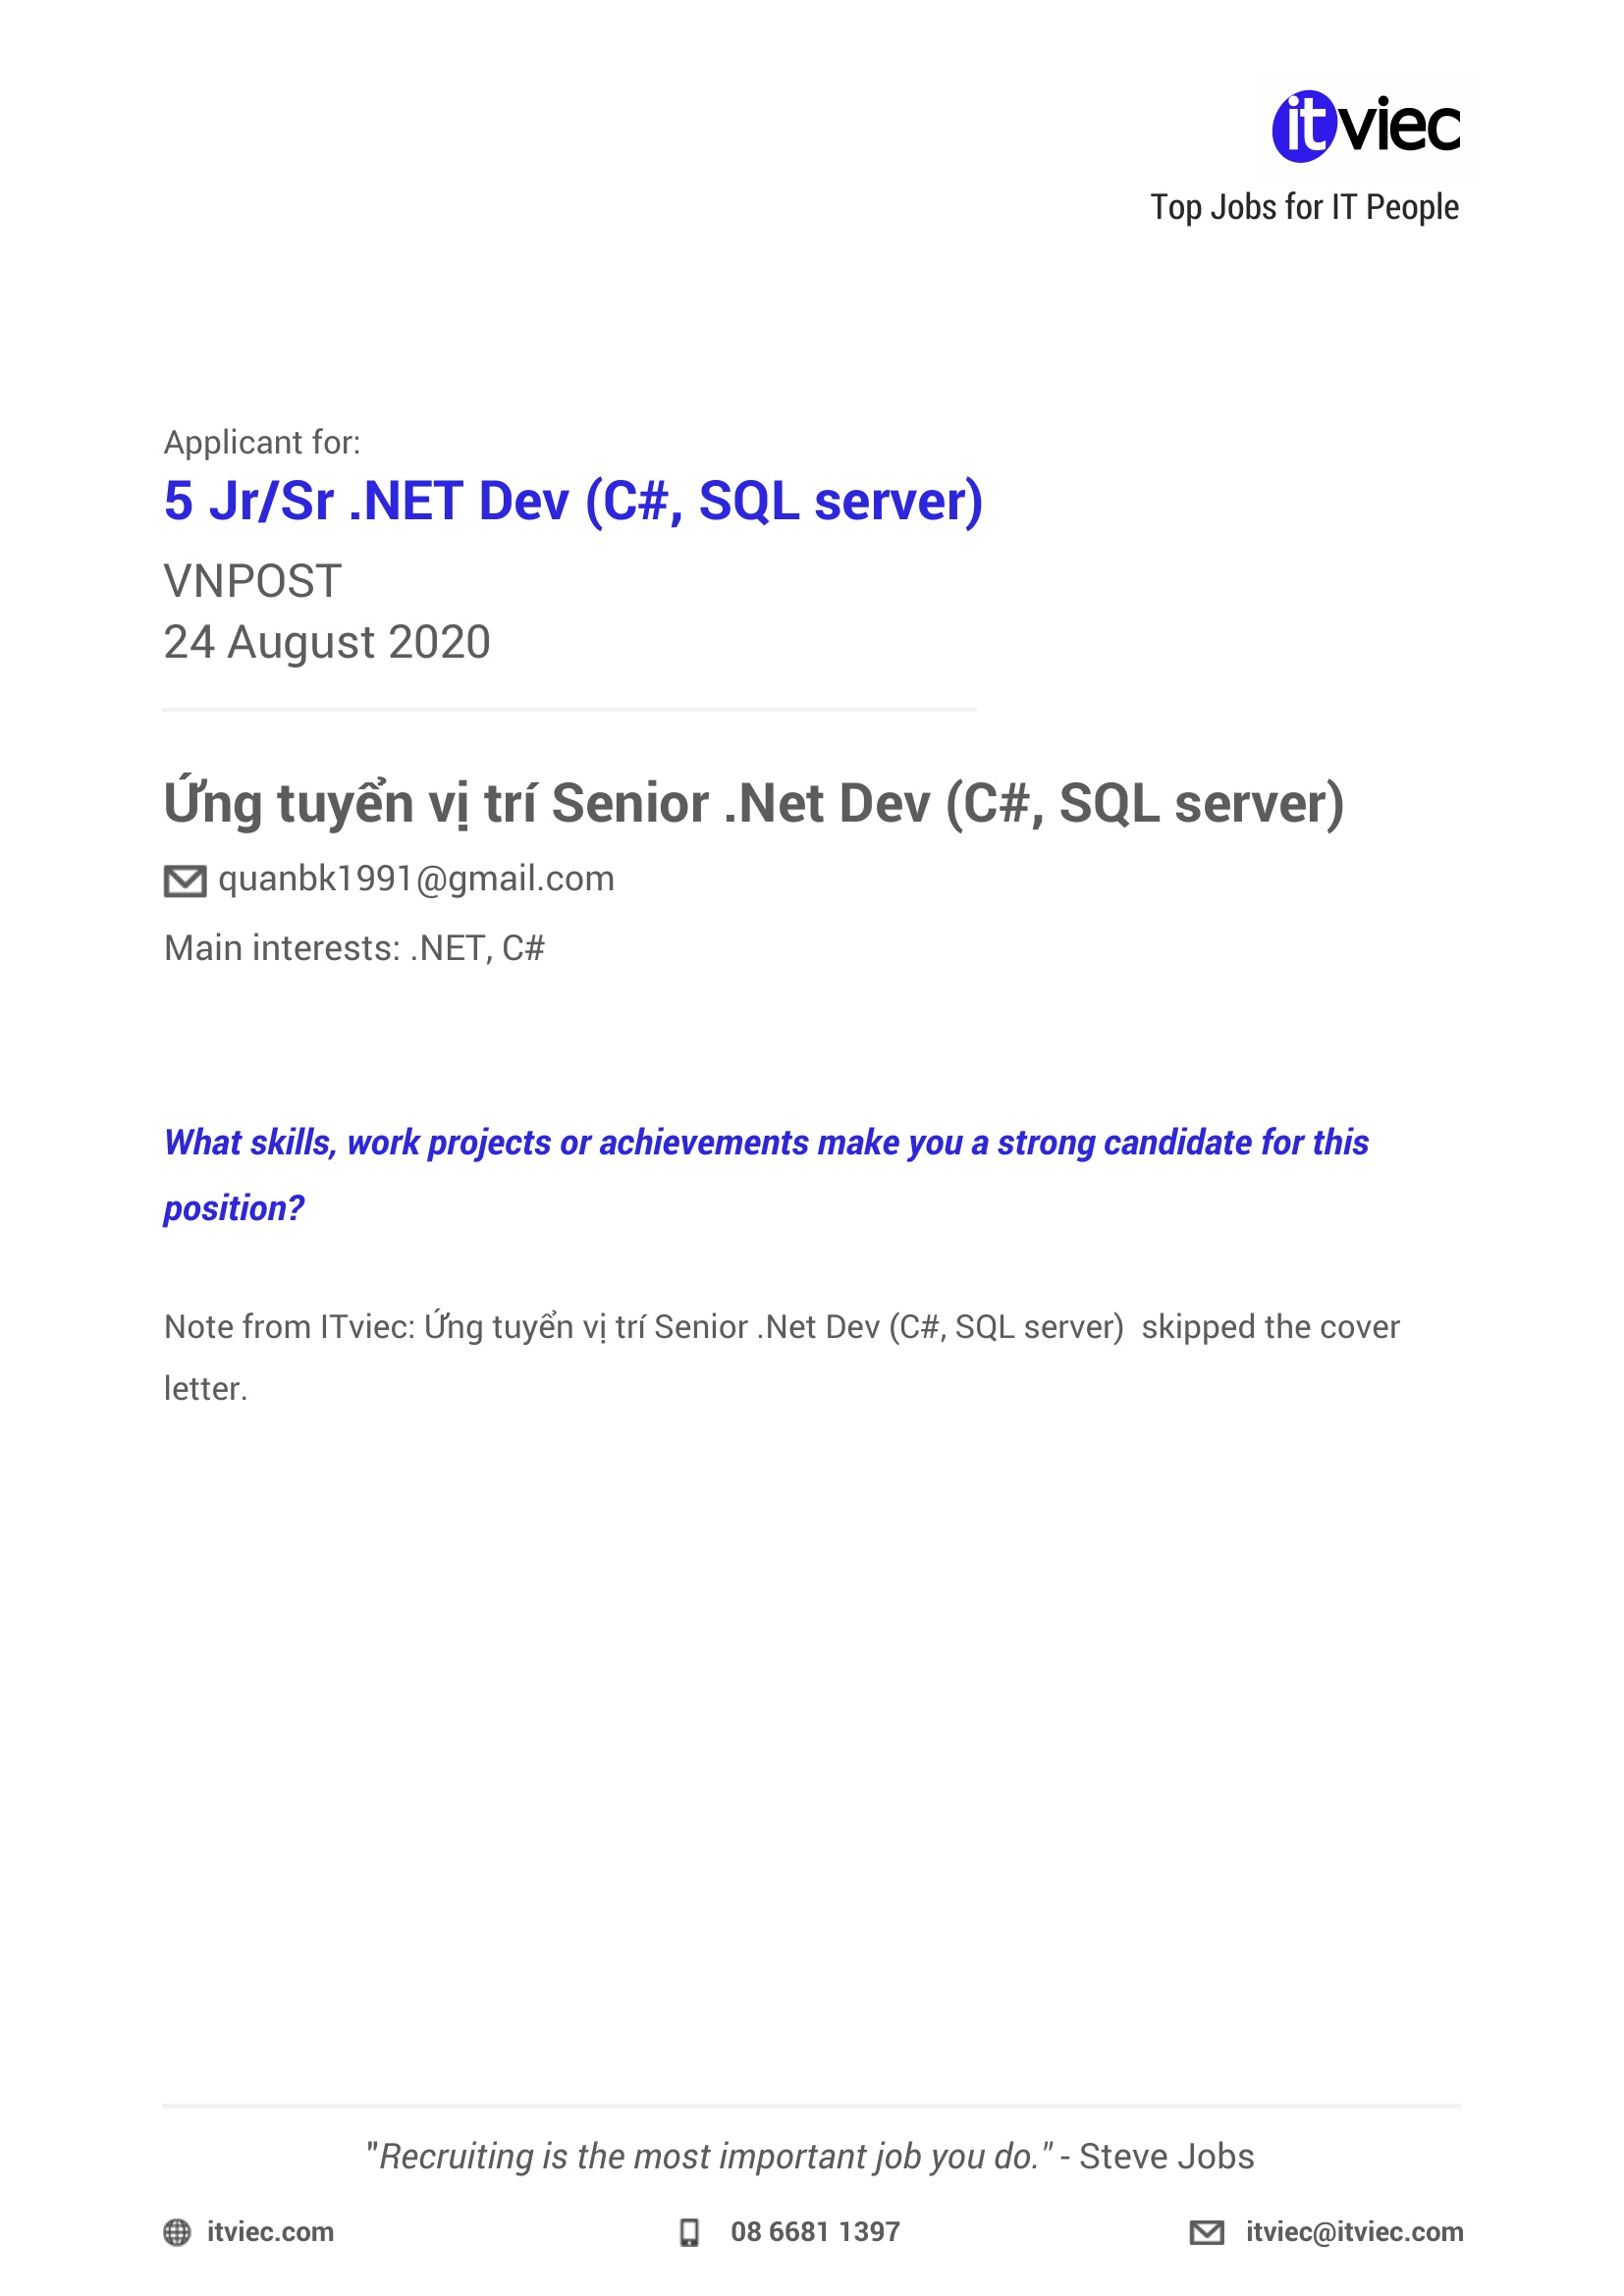 itviec
Top Jobs for IT People
Applicant for:
5 Jr/Sr .NET Dev (C#, SQL server)
VNPOST
24 August 2020
Ứng tuyển vị trí Senior .Net Dev (C#, SQL server)
quanbk1991@gmail.com
Main interests: .NET, C#
What skills, work projects or achievements make you a strong candidate for this
position?
Note from ITviec: Ứng tuyển vị trí Senior .Net Dev (C#, SQL server)  skipped the cover
letter.
"Recruiting is the most important job you do." - Steve Jobs
itviec.com 08 6681 1397 itviec@itviec.com